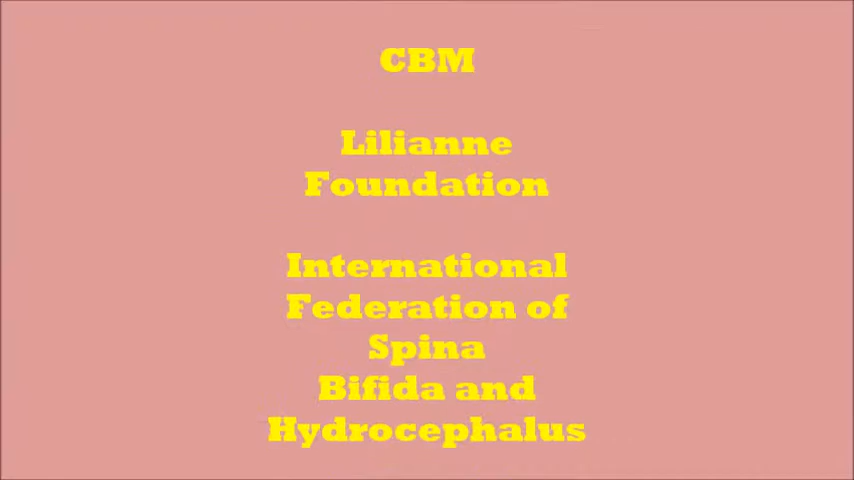 CBM
Lilianne
Foundation
International
Federation of
Spina
Bifida and
Hydrocephalus